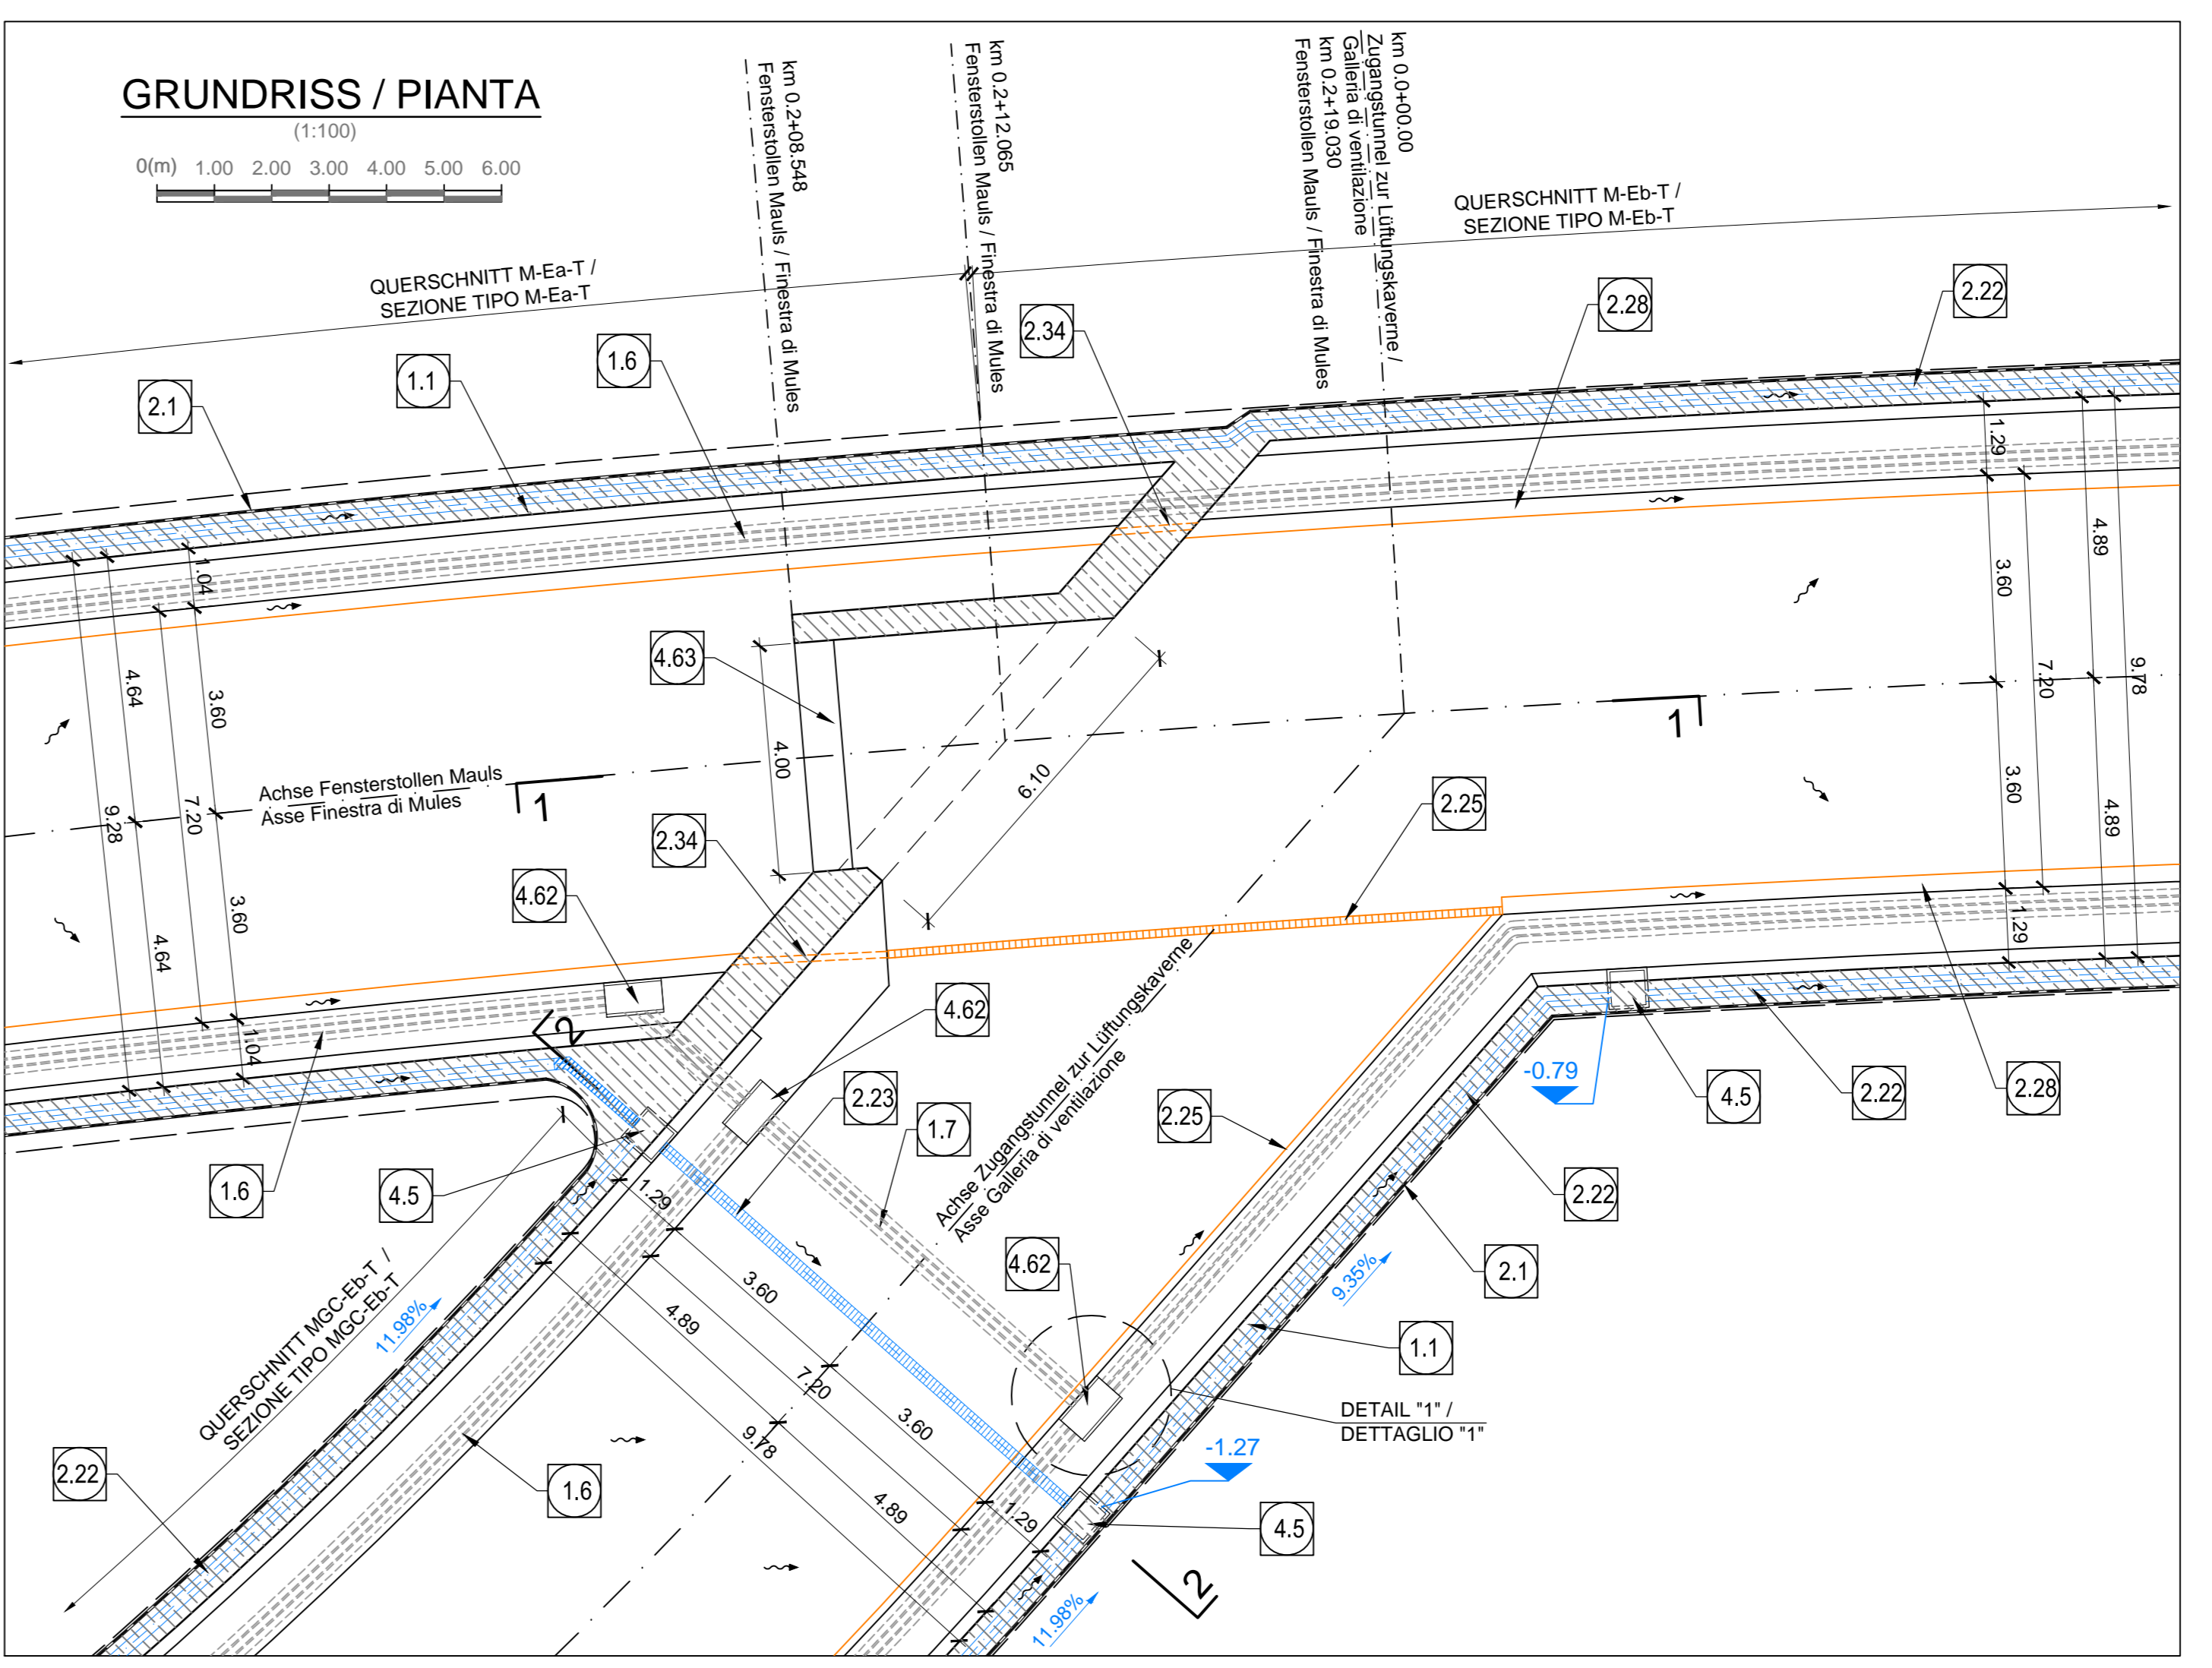 GRUNDRISS / PIANTA
(1:100)
0(m) 1.00 2.00 3.00 4.00 5.00 6.00
km 0.2+08.548
Fensterstollen Mauls / Finestra di Mules
km 0.2+12.065
Fensterstollen Mauls / Finestra di Mules
km 0.0+00.00
Zugangstunnel zur Lüftungskaverne /
Galleria di ventilazione
km 0.2+19.030
Fensterstollen Mauls / Finestra di Mules
QUERSCHNITT M-Ea-T /
SEZIONE TIPO M-Ea-T
QUERSCHNITT M-Eb-T /
SEZIONE TIPO M-Eb-T
2.1
1.1
1.6
2.34
2.28
2.22
1.04
4.64
3.60
9.28
7.20
3.60
4.64
1.04
1.29
4.89
3.60
7.20
9.78
3.60
4.89
1.29
4.63
4.00
6.10
1
1
Achse Fensterstollen Mauls
Asse Finestra di Mules
2.34
4.62
2.25
2
4.62
2.23
1.7
2.25
Achse Zugangstunnel zur Lüftungskaverne
Asse Galleria di ventilazione
-0.79
4.5
2.22
2.28
1.6
4.5
2.22
2.1
1.1
4.62
9.35%
1.29
3.60
4.89
7.20
9.78
3.60
4.89
1.29
QUERSCHNITT MGC-Eb-T /
SEZIONE TIPO MGC-Eb-T
11.98%
DETAIL "1" /
DETTAGLIO "1"
-1.27
2.22
1.6
4.5
2
11.98%